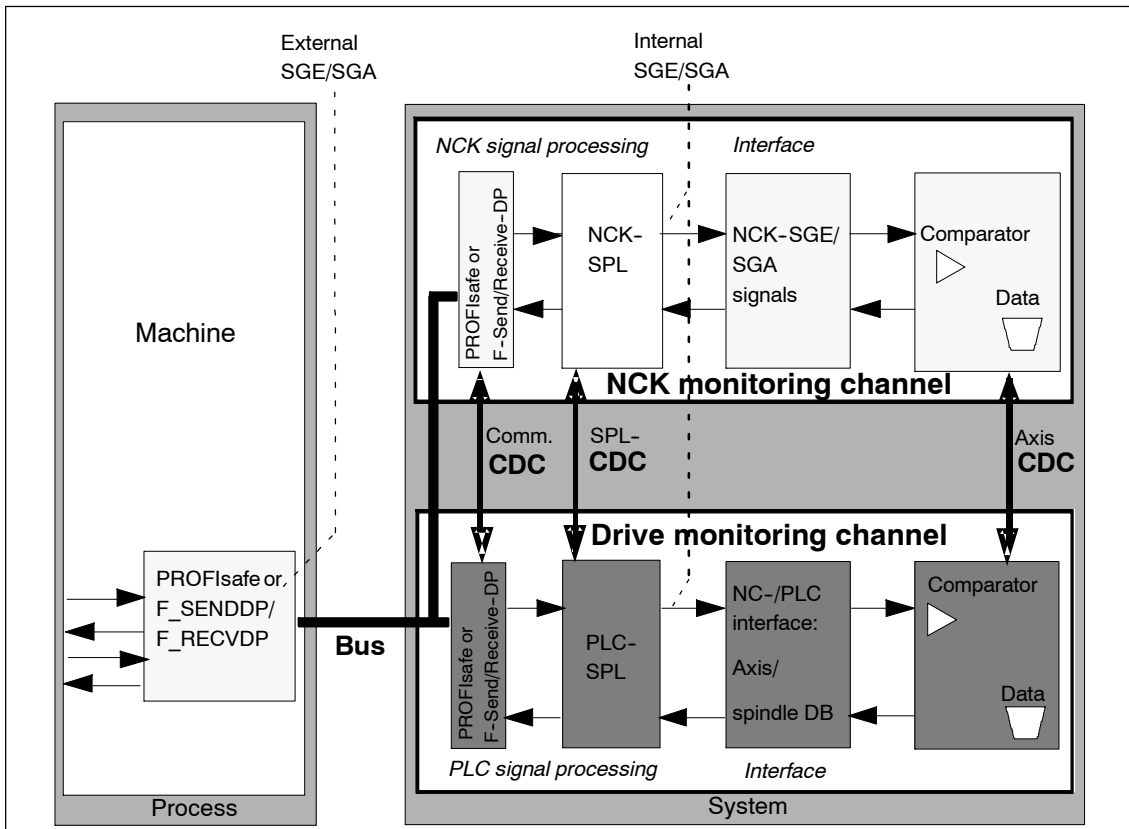 External
SGE/SGA
Internal
SGE/SGA
Machine
PROFIsafe or
F_SENDDP/
F_RECVDP
Process
Bus
NCK signal processing
Interface
PROFIsafe or
F-Send/Receive-DP
NCK-
SPL
NCK-SGE/
SGA
signals
Comparator
Data
NCK monitoring channel
Comm.
CDC
SPL-
CDC
Axis
CDC
Drive monitoring channel
PROFIsafe or
F-Send/Receive-DP
PLC-
SPL
NC-/PLC
interface:
Axis/
spindle DB
Comparator
Data
PLC signal processing
Interface
System